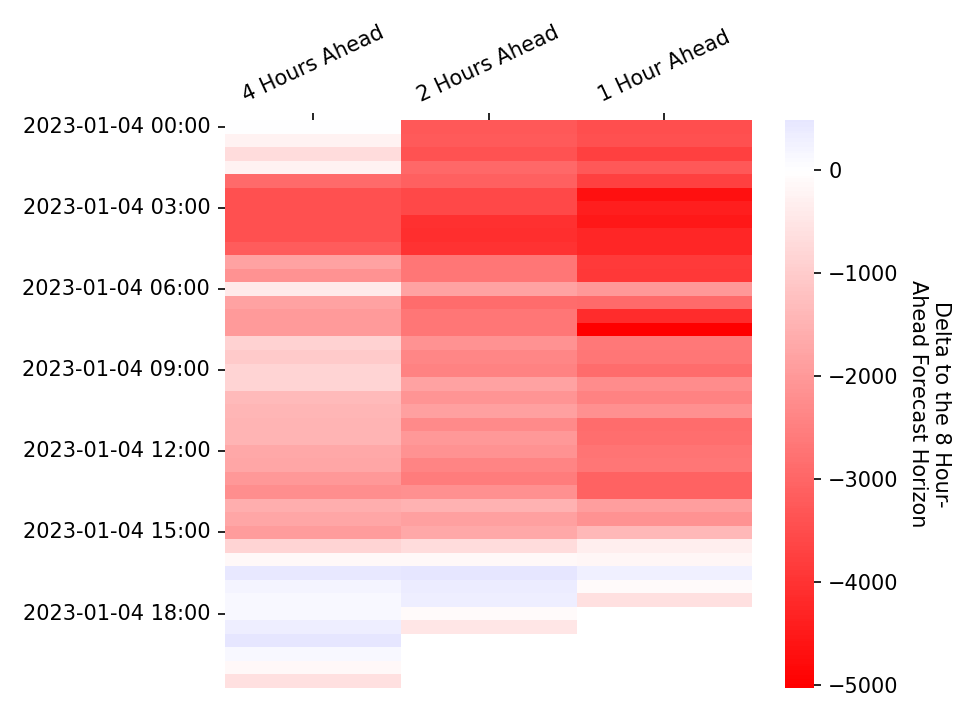 4 Hours Ahead
2 Hours Ahead
1 Hour Ahead
2023-01-04 00:00
2023-01-04 03:00
2023-01-04 06:00
2023-01-04 09:00
2023-01-04 12:00
2023-01-04 15:00
2023-01-04 18:00
0
−1000
−2000
−3000
−4000
−5000
Delta to the 8 Hour-
Ahead Forecast Horizon